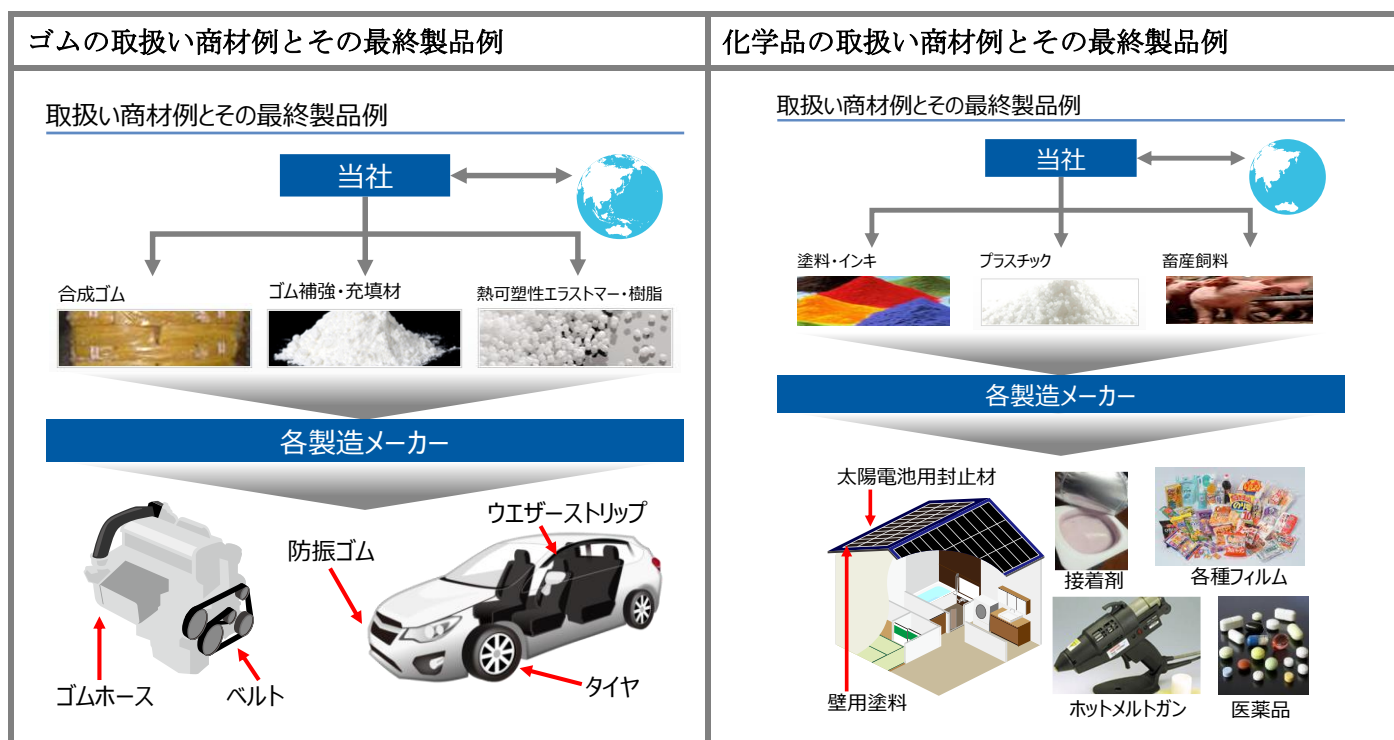 ゴムの取扱い商材例とその最終製品例
取扱い商材例とその最終製品例
当社
合成ゴム
ゴム補強・充填材
熱可塑性エラストマー・樹脂
各製造メーカー
ウエザーストリップ
防振ゴム
ゴムホース
ベルト
タイヤ
化学品の取扱い商材例とその最終製品例
取扱い商材例とその最終製品例
当社
塗料・インキ
プラスチック
畜産飼料
各製造メーカー
太陽電池用封止材
接着剤
各種フィルム
壁用塗料
ホットメルトガン
医薬品